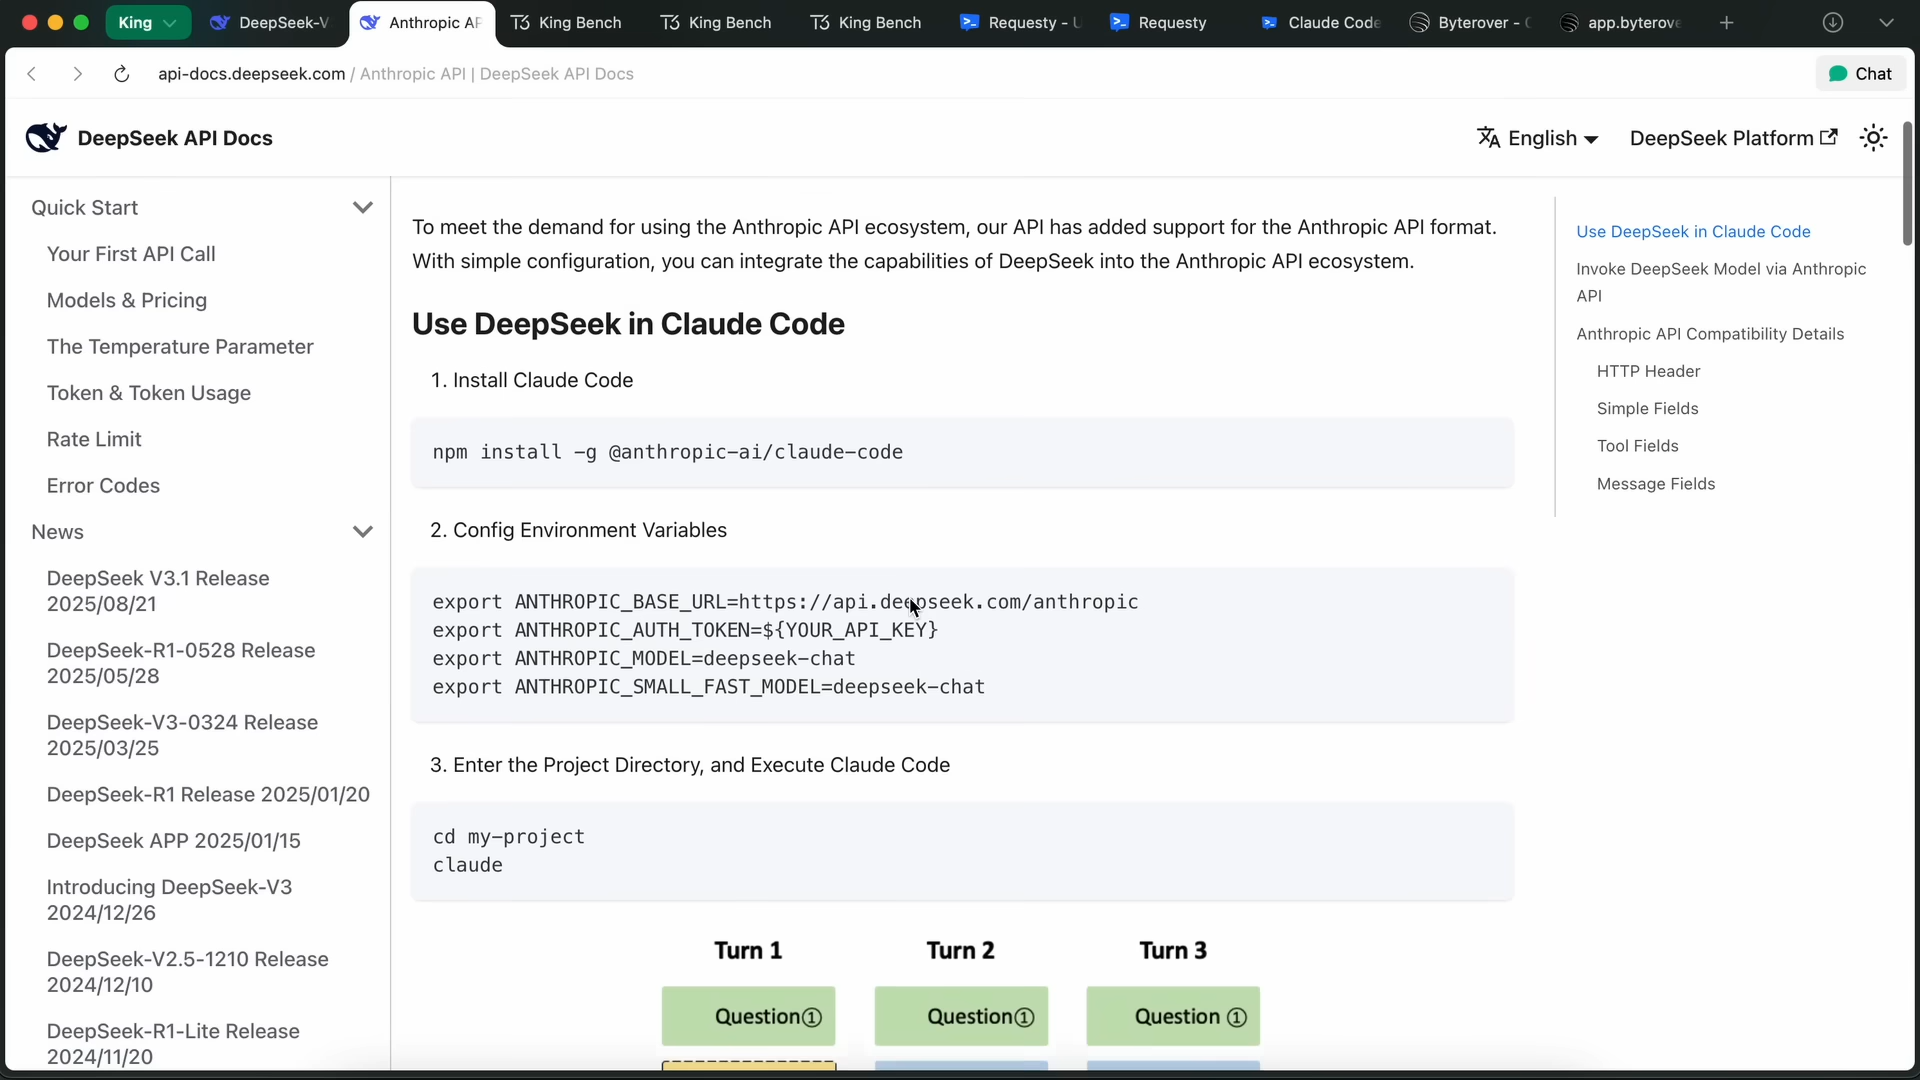 King
DeepSeek-V
Anthropic AP
King Bench
King Bench
King Bench
Requesty - U
Requesty
Claude Code
Byterover - C
app.byterove
api-docs.deepseek.com / Anthropic API | DeepSeek API Docs
Chat
DeepSeek API Docs
English
DeepSeek Platform
Quick Start
Your First API Call
Models & Pricing
The Temperature Parameter
Token & Token Usage
Rate Limit
Error Codes
News
DeepSeek V3.1 Release
2025/08/21
DeepSeek-R1-0528 Release
2025/05/28
DeepSeek-V3-0324 Release
2025/03/25
DeepSeek-R1 Release 2025/01/20
DeepSeek APP 2025/01/15
Introducing DeepSeek-V3
2024/12/26
DeepSeek-V2.5-1210 Release
2024/12/10
DeepSeek-R1-Lite Release
2024/11/20
To meet the demand for using the Anthropic API ecosystem, our API has added support for the Anthropic API format.
With simple configuration, you can integrate the capabilities of DeepSeek into the Anthropic API ecosystem.
Use DeepSeek in Claude Code
1. Install Claude Code
npm install -g @anthropic-ai/claude-code
2. Config Environment Variables
export ANTHROPIC_BASE_URL=https://api.deepseek.com/anthropic
export ANTHROPIC_AUTH_TOKEN=${YOUR_API_KEY}
export ANTHROPIC_MODEL=deepseek-chat
export ANTHROPIC_SMALL_FAST_MODEL=deepseek-chat
3. Enter the Project Directory, and Execute Claude Code
cd my-project
claude
Turn 1
Turn 2
Turn 3
Question①
Question①
Question ①
Use DeepSeek in Claude Code
Invoke DeepSeek Model via Anthropic
API
Anthropic API Compatibility Details
HTTP Header
Simple Fields
Tool Fields
Message Fields